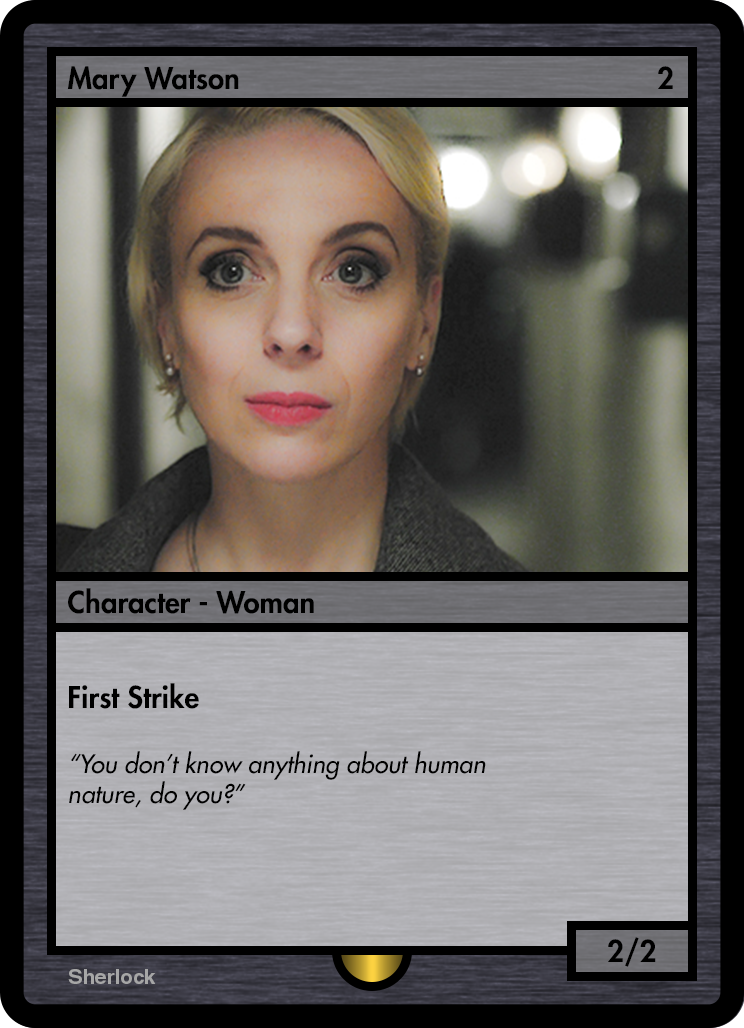 Mary Watson 2
Character - Woman
First Strike
“You don’t know anything about human
nature, do you?”
2/2
Sherlock